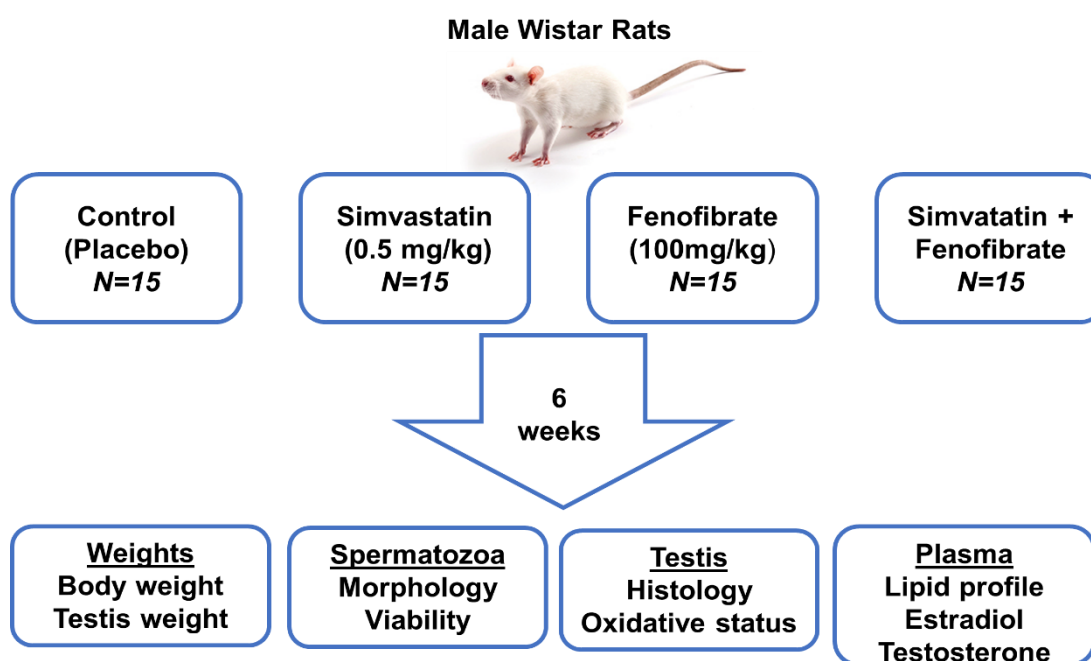 Male Wistar Rats
Control
(Placebo)
N=15
Simvastatin
(0.5 mg/kg)
N=15
Fenofibrate
(100mg/kg)
N=15
Simvatatin +
Fenofibrate
N=15
6
weeks
Weights
Body weight
Testis weight
Spermatozoa
Morphology
Viability
Testis
Histology
Oxidative status
Plasma
Lipid profile
Estradiol
Testosterone